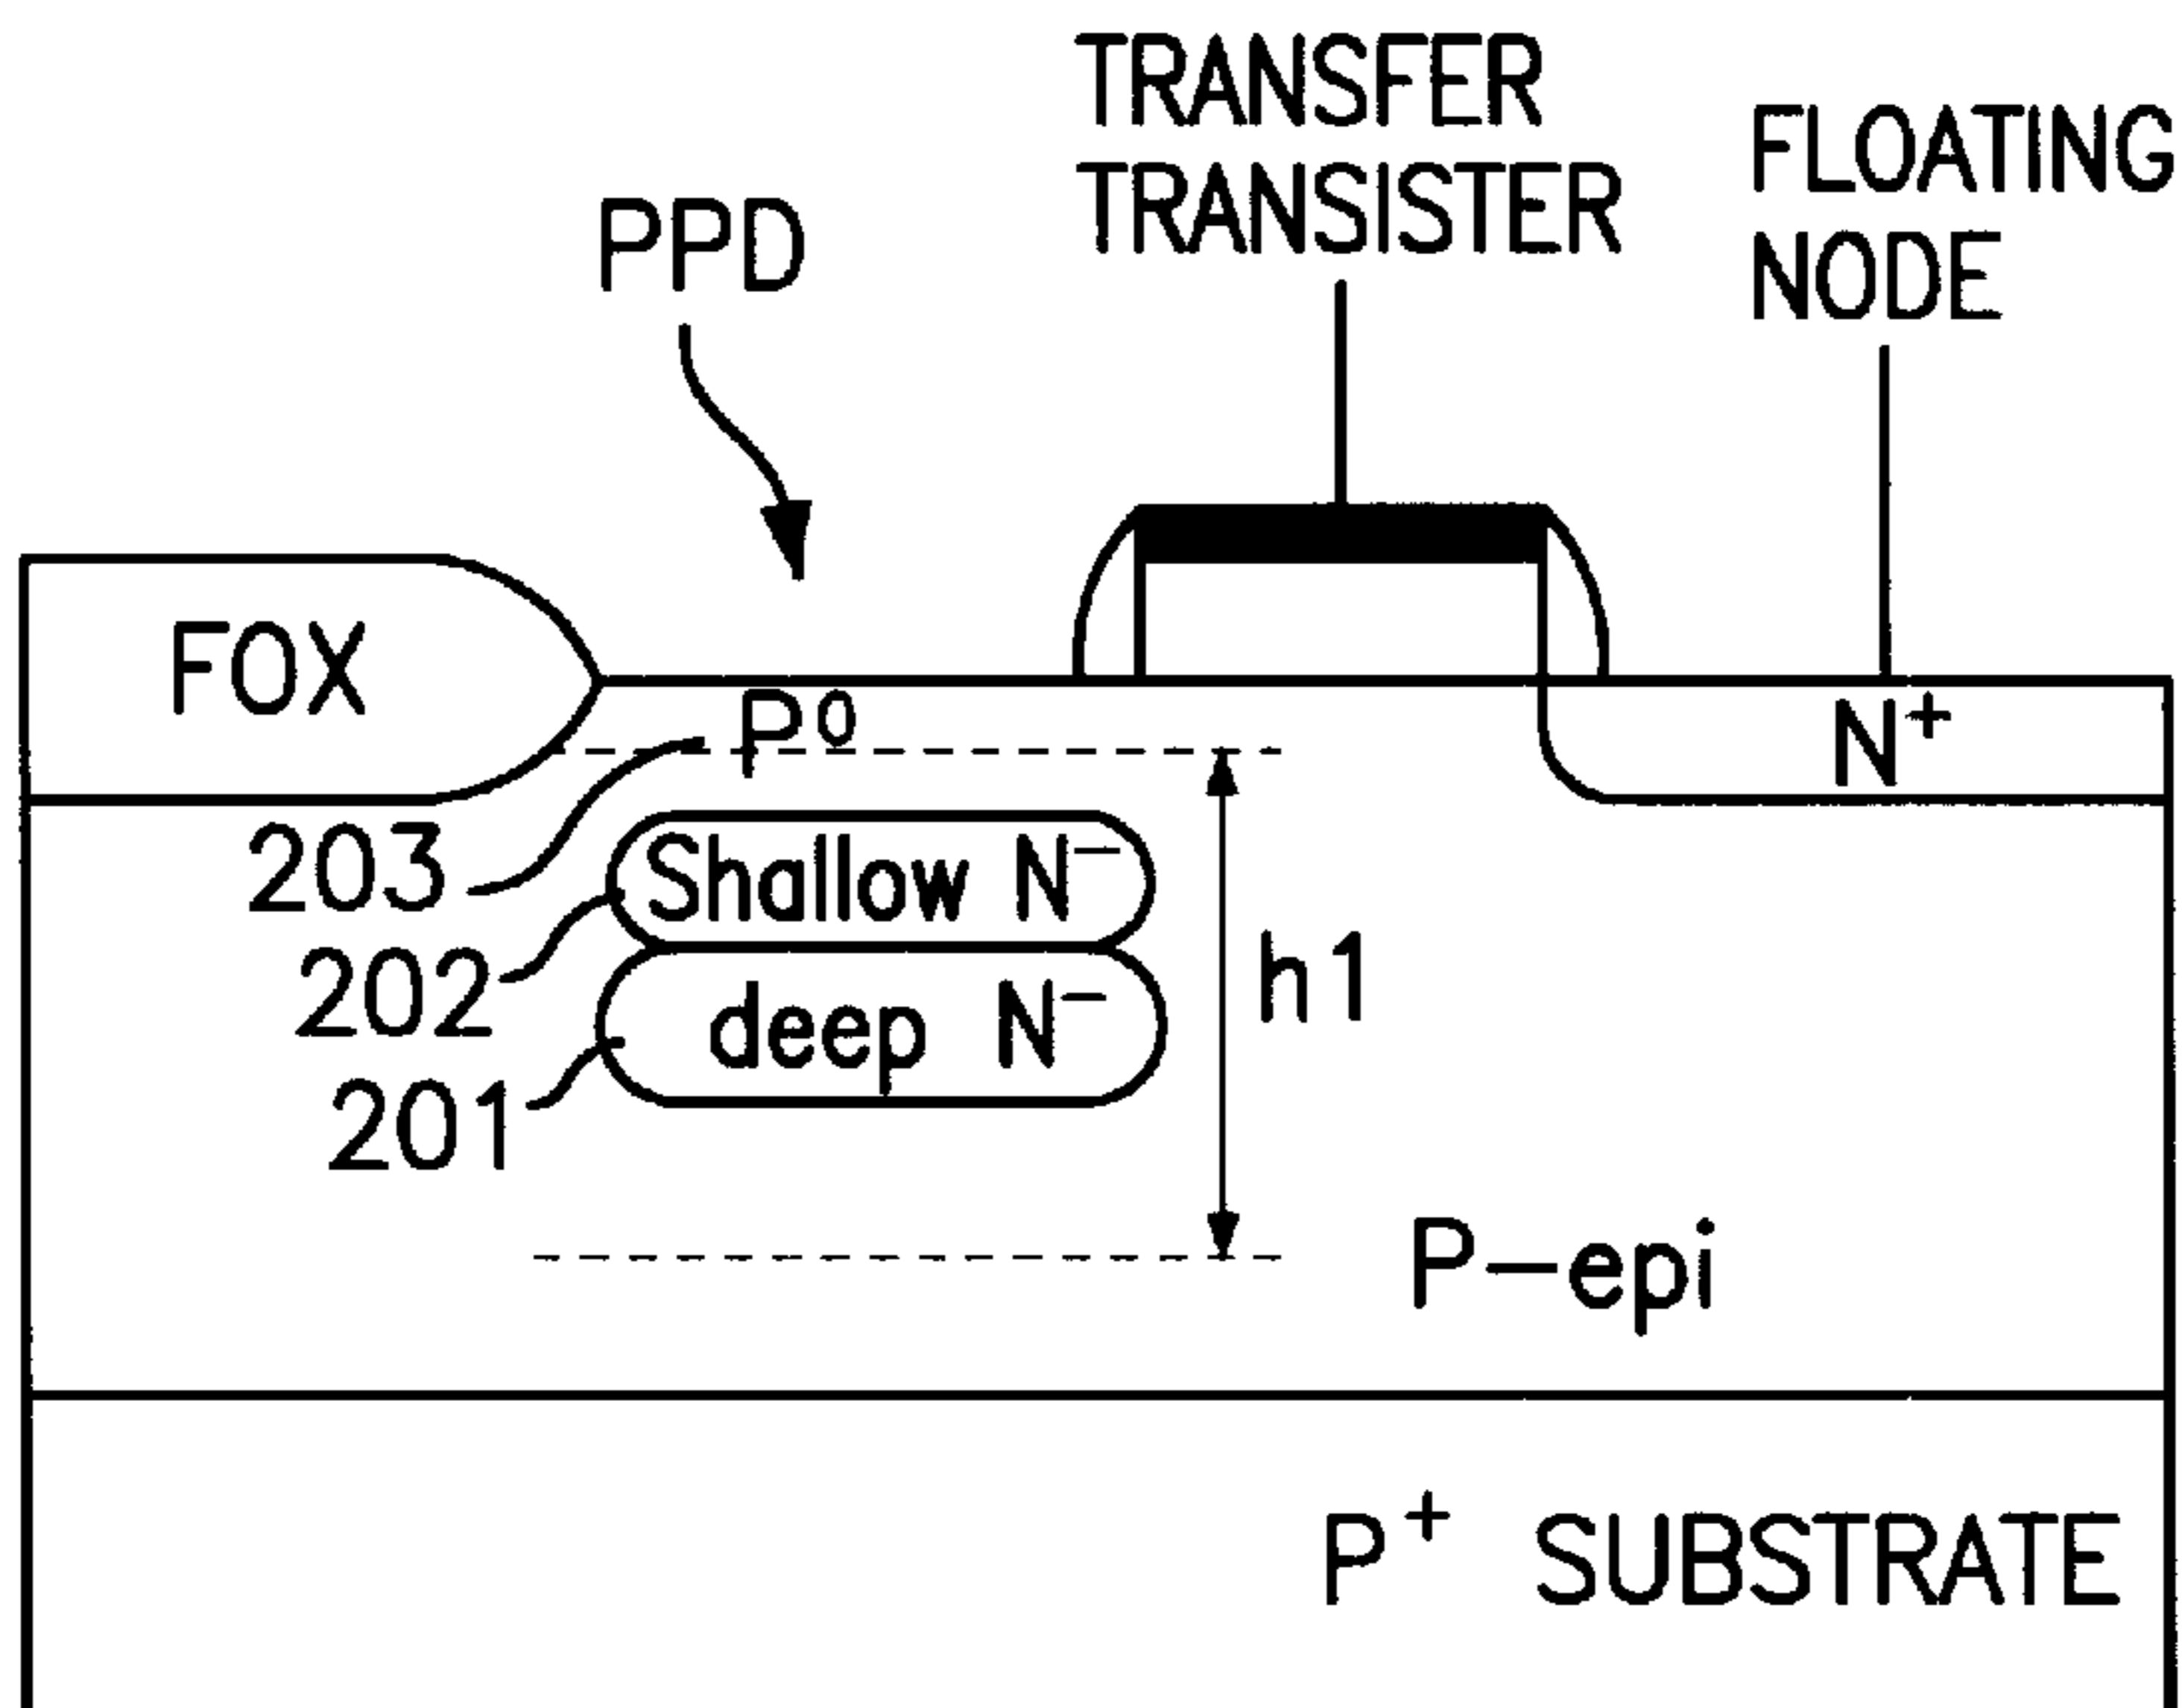 TRANSFER
TRANSISTER
FLOATING
NODE
PPD
FOX
P⁰
N⁺
203
Shallow N⁻
202
h1
deep N⁻
201
P-epi
P⁺ SUBSTRATE